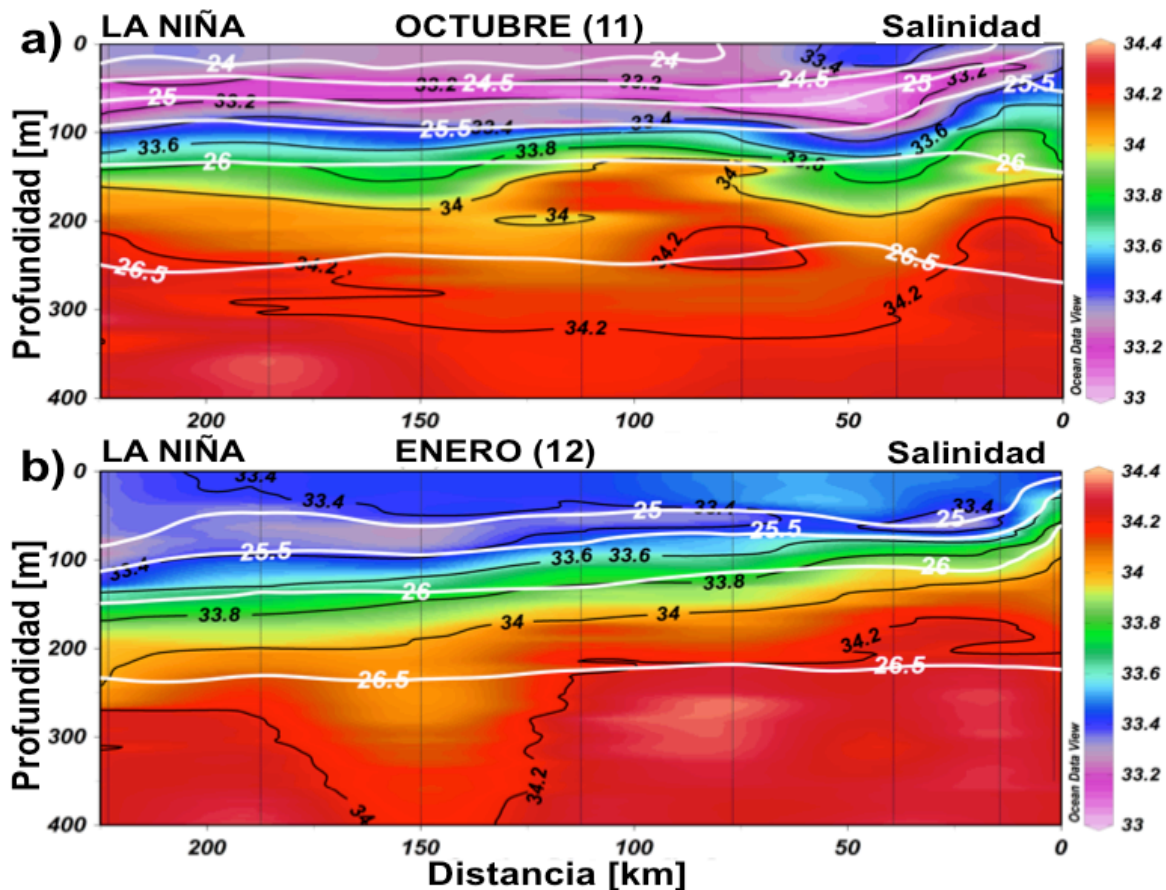 a) LA NIÑA OCTUBRE (11) Salinidad
Profundidad [m]
0
100
200
300
400
24 24
33.4
24.5 24.5
33.2 33.2 33.2
25 25
33.2
25.5
25.5 33.4 33.4
33.6 33.8 33.6
26 33.8 26
34 34
34
34.2
26.5 34.2 26.5
34.2
34.2
200 150 100 50 0
Ocean Data View
34.4
34.2
34
33.8
33.6
33.4
33.2
33
b) LA NIÑA ENERO (12) Salinidad
Profundidad [m]
0
100
200
300
400
33.4 33.4 33.4 33.4
25 25
25.5 25.5
33.4 33.6 33.6
26 26
33.8 33.8
34 34
34.2
26.5 26.5
34.2
34
200 150 100 50 0
Distancia [km]
Ocean Data View
34.4
34.2
34
33.8
33.6
33.4
33.2
33